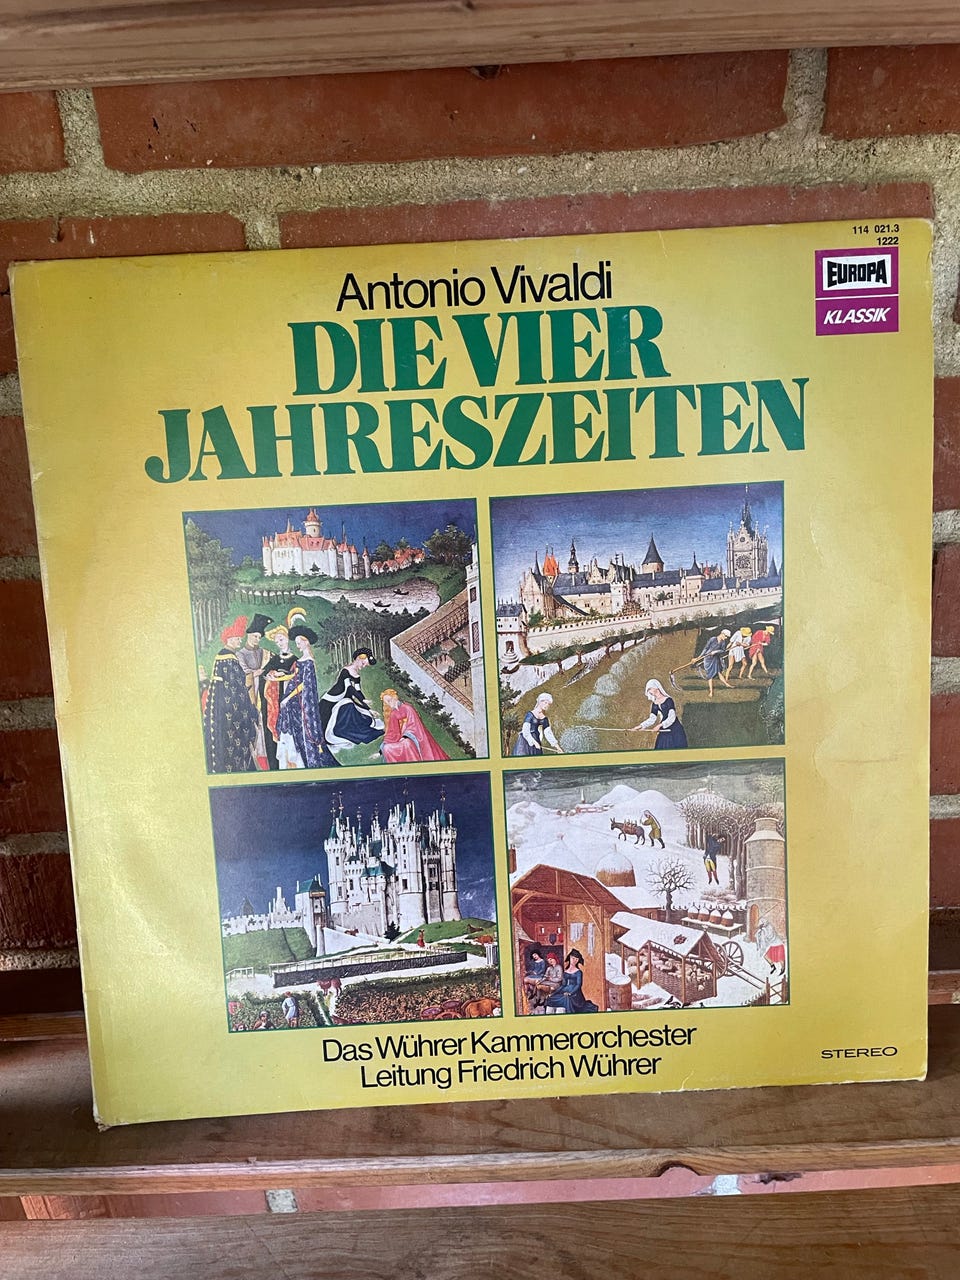 114 021.3
1222
EUROPA
KLASSIK
Antonio Vivaldi
DIE VIER
JAHRESZEITEN
Das Wührer Kammerorchester
Leitung Friedrich Wührer
STEREO